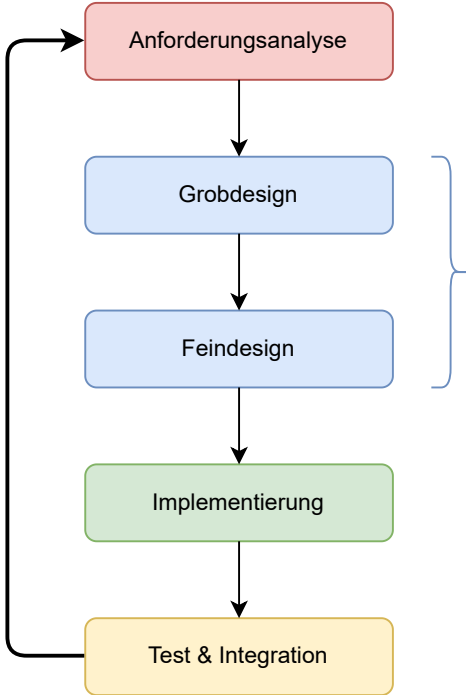 Anforderungsanalyse
Grobdesign
Feindesign
Implementierung
Test & Integration